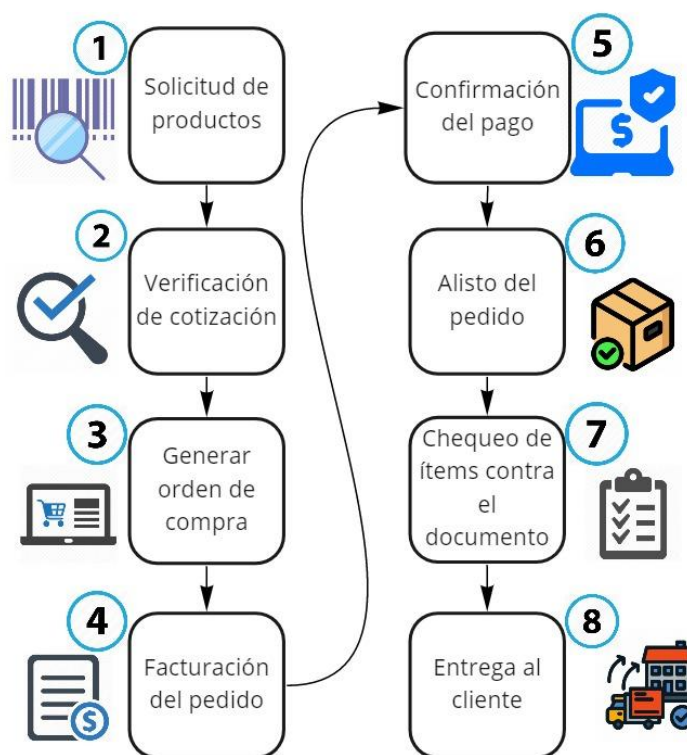 1
Solicitud de
productos
2
Verificación
de cotización
3
Generar
orden de
compra
4
Facturación
del pedido
5
Confirmación
del pago
6
Alisto del
pedido
7
Chequeo de
ítems contra
el
documento
8
Entrega al
cliente